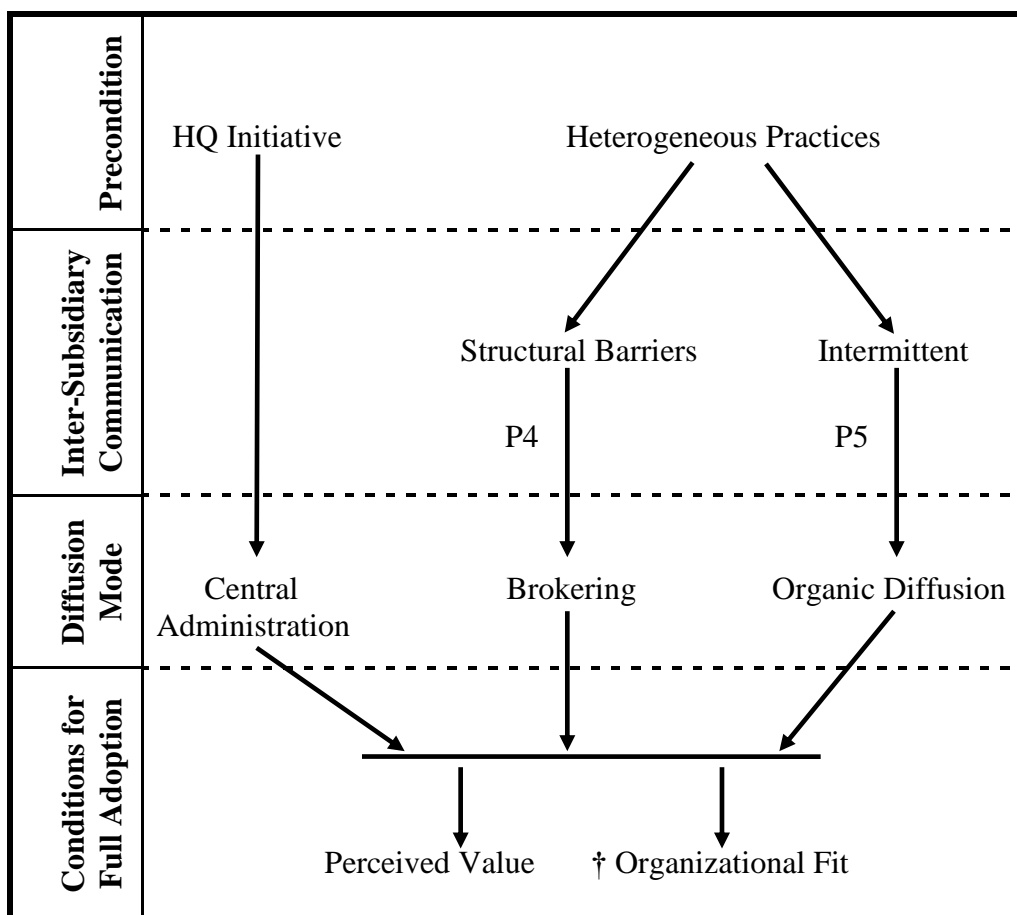 Precondition
HQ Initiative
Heterogeneous Practices
Inter-Subsidiary
Communication
Structural Barriers
Intermittent
P4
P5
Diffusion
Mode
Central
Administration
Brokering
Organic Diffusion
Conditions for
Full Adoption
Perceived Value
† Organizational Fit